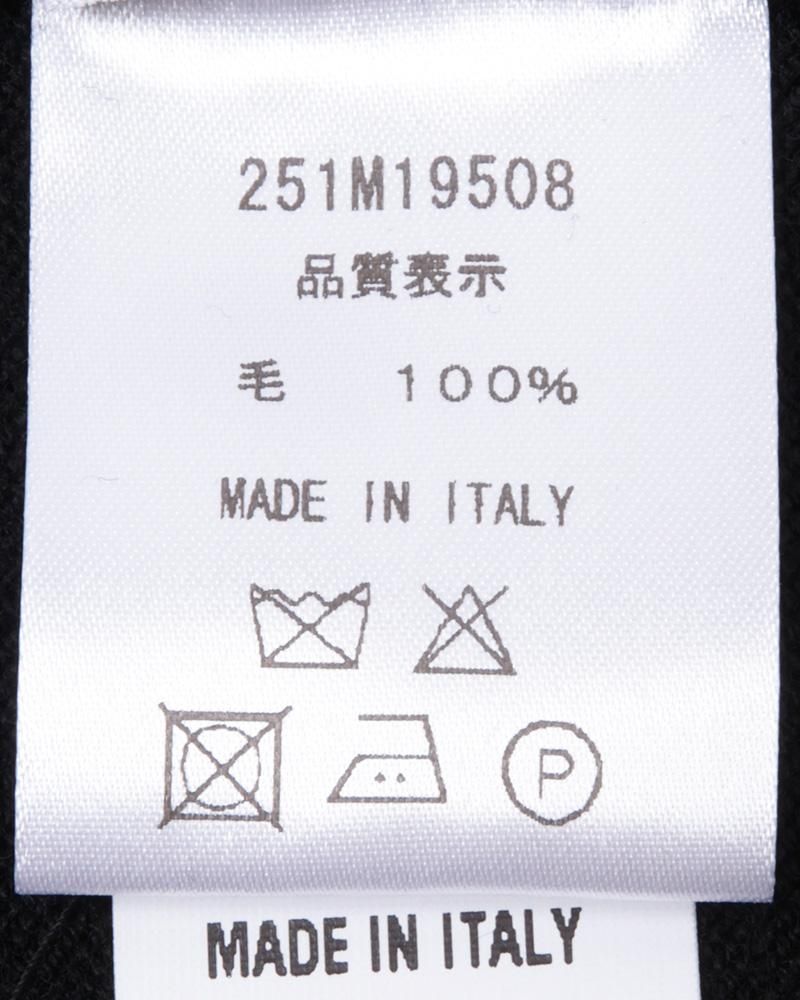 251M19508
品質表示
毛 100%
MADE IN ITALY
P
MADE IN ITALY